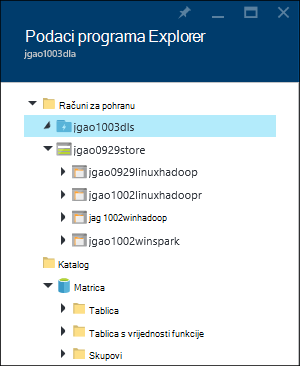 Podaci programa Explorer
jgao1003dla
Računi za pohranu
jgao1003dls
jgao0929store
jgao0929linuxhadoop
jgao1002linuxhadoopr
jag 1002winhadoop
jgao1002winspark
Katalog
Matrica
Tablica
Tablica s vrijednosti funkcije
Skupovi